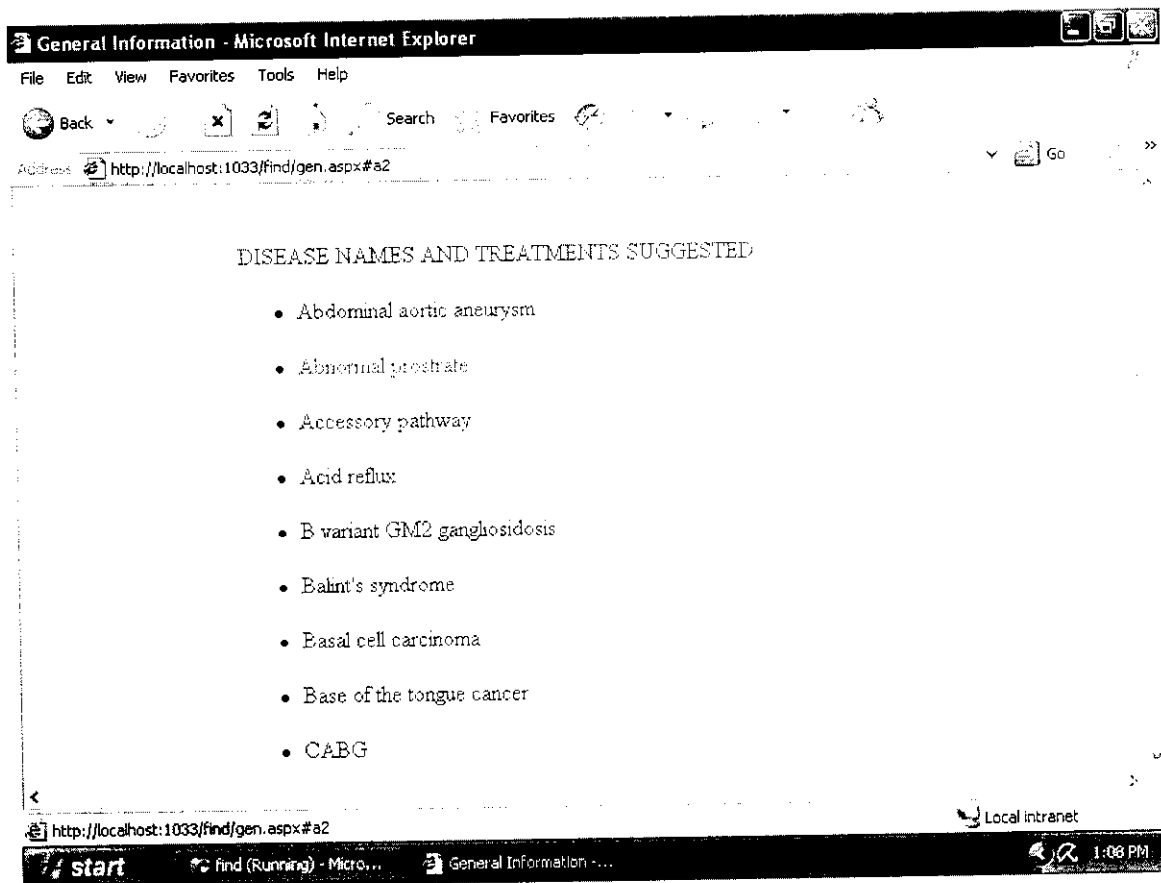 General Information - Microsoft Internet Explorer
File Edit View Favorites Tools Help
Back Search Favorites
Address http://localhost:1033/find/gen.aspx#a2 Go »
DISEASE NAMES AND TREATMENTS SUGGESTED
• Abdominal aortic aneurysm
• Abnormal prostrate
• Accessory pathway
• Acid reflux
• B variant GM2 gangliosidosis
• Balint's syndrome
• Basal cell carcinoma
• Base of the tongue cancer
• CABG
http://localhost:1033/find/gen.aspx#a2 Local intranet
start find (Running) - Micro... General Information -... 1:08 PM